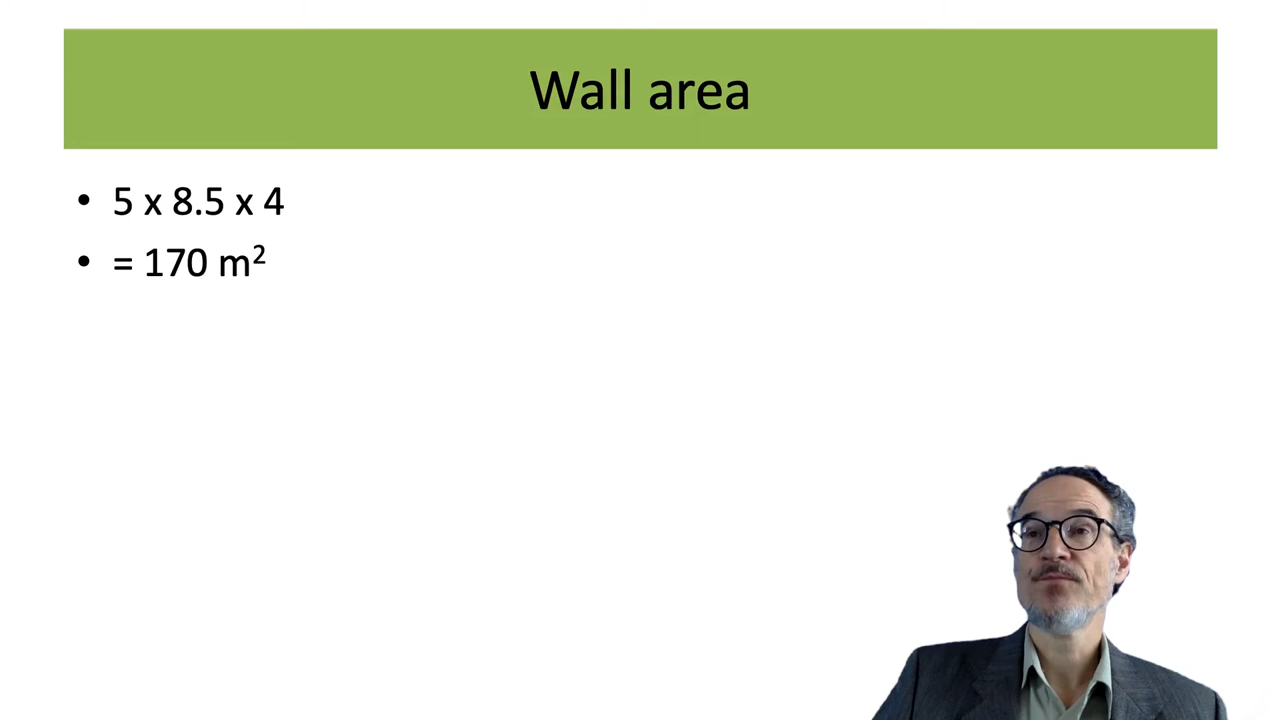 Wall area
• 5 x 8.5 x 4
• = 170 m²